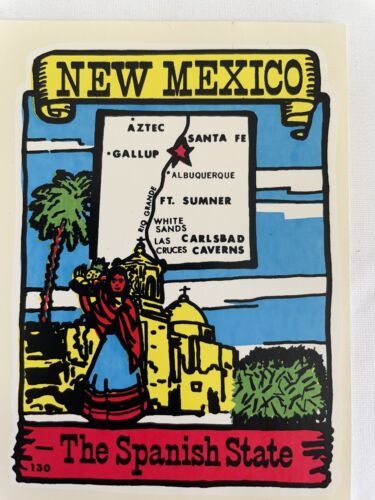 NEW MEXICO
AZTEC
SANTA FE
GALLUP
ALBUQUERQUE
FT. SUMNER
RIO GRANDE
WHITE SANDS
LAS CRUCES
CARLSBAD CAVERNS
The Spanish State
130